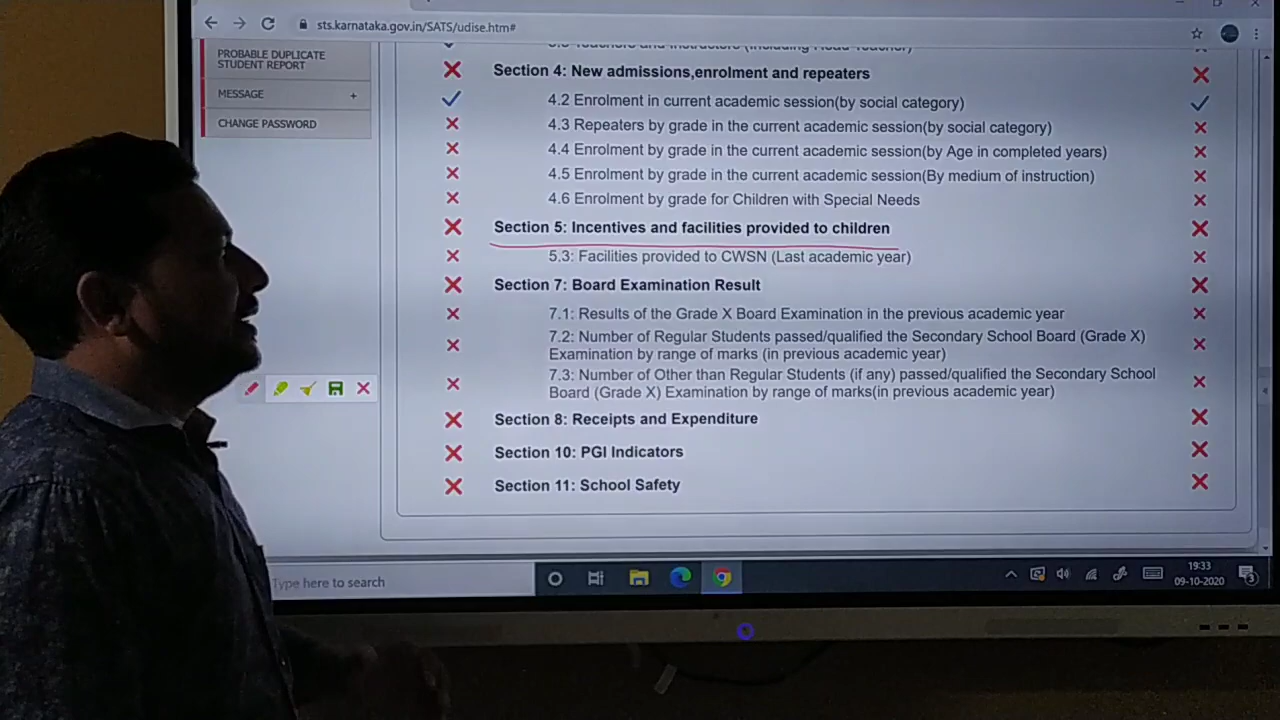 sts.karnataka.gov.in/SATS/udise.htm#
PROBABLE DUPLICATE
STUDENT REPORT
MESSAGE +
CHANGE PASSWORD
Section 4: New admissions,enrolment and repeaters
4.2 Enrolment in current academic session(by social category)
4.3 Repeaters by grade in the current academic session(by social category)
4.4 Enrolment by grade in the current academic session(by Age in completed years)
4.5 Enrolment by grade in the current academic session(By medium of instruction)
4.6 Enrolment by grade for Children with Special Needs
Section 5: Incentives and facilities provided to children
5.3: Facilities provided to CWSN (Last academic year)
Section 7: Board Examination Result
7.1: Results of the Grade X Board Examination in the previous academic year
7.2: Number of Regular Students passed/qualified the Secondary School Board (Grade X)
Examination by range of marks (in previous academic year)
7.3: Number of Other than Regular Students (if any) passed/qualified the Secondary School
Board (Grade X) Examination by range of marks(in previous academic year)
Section 8: Receipts and Expenditure
Section 10: PGI Indicators
Section 11: School Safety
Type here to search
19:33
09-10-2020
3